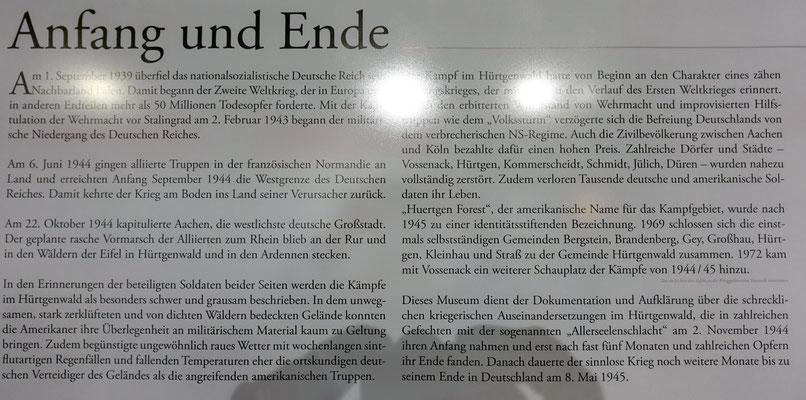 Anfang und Ende
Am 1. September 1939 überfiel das nationalsozialistische Deutsche Reich
Nachbarland Polen. Damit begann der Zweite Weltkrieg, der in Europa
in anderen Erdteilen mehr als 50 Millionen Todesopfer forderte. Mit der
tulation der Wehrmacht vor Stalingrad am 2. Februar 1943 begann der
sche Niedergang des Deutschen Reiches.
Am 6. Juni 1944 gingen alliierte Truppen in der französischen Normandie an
Land und erreichten Anfang September 1944 die Westgrenze des Deutschen
Reiches. Damit kehrte der Krieg am Boden ins Land seiner Verursacher zurück.
Am 22. Oktober 1944 kapitulierte Aachen, die westlichste deutsche Großstadt.
Der geplante rasche Vormarsch der Alliierten zum Rhein blieb an der Rur und
in den Wäldern der Eifel in Hürtgenwald und in den Ardennen stecken.
In den Erinnerungen der beteiligten Soldaten beider Seiten werden die Kämpfe
im Hürtgenwald als besonders schwer und grausam beschrieben. In dem unweg-
samen, stark zerklüfteten und von dichten Wäldern bedeckten Gelände konnten
die Amerikaner ihre Überlegenheit an militärischem Material kaum zu Geltung
bringen. Zudem begünstigte ungewöhnlich raues Wetter mit wochenlangen sint-
flutartigen Regenfällen und fallenden Temperaturen eher die ortskundigen deut-
schen Verteidiger des Geländes als die angreifenden amerikanischen Truppen.
Kampf im Hürtgenwald hatte von Beginn an den Charakter eines zähen
den Verlauf des Ersten Weltkrieges erinnert.
den erbitterten von Wehrmacht und improvisierten Hilfs-
wie dem „Volkssturm“ verzögerte sich die Befreiung Deutschlands von
dem verbrecherischen NS-Regime. Auch die Zivilbevölkerung zwischen Aachen
und Köln bezahlte dafür einen hohen Preis. Zahlreiche Dörfer und Städte –
Vossenack, Hürtgen, Kommerscheidt, Schmidt, Jülich, Düren – wurden nahezu
vollständig zerstört. Zudem verloren Tausende deutsche und amerikanische Sol-
daten ihr Leben.
„Huertgen Forest“, der amerikanische Name für das Kampfgebiet, wurde nach
1945 zu einer identitätsstiftenden Bezeichnung. 1969 schlossen sich die einst-
mals selbstständigen Gemeinden Bergstein, Brandenberg, Gey, Großhau, Hürt-
gen, Kleinhau und Straß zu der Gemeinde Hürtgenwald zusammen. 1972 kam
mit Vossenack ein weiterer Schauplatz der Kämpfe von 1944/45 hinzu.
Dieses Museum dient der Dokumentation und Aufklärung über die schreckli-
chen kriegerischen Auseinandersetzungen im Hürtgenwald, die in zahlreichen
Gefechten mit der sogenannten „Allerseelenschlacht“ am 2. November 1944
ihren Anfang nahmen und erst nach fast fünf Monaten und zahlreichen Opfern
ihr Ende fanden. Danach dauerte der sinnlose Krieg noch weitere Monate bis zu
seinem Ende in Deutschland am 8. Mai 1945.